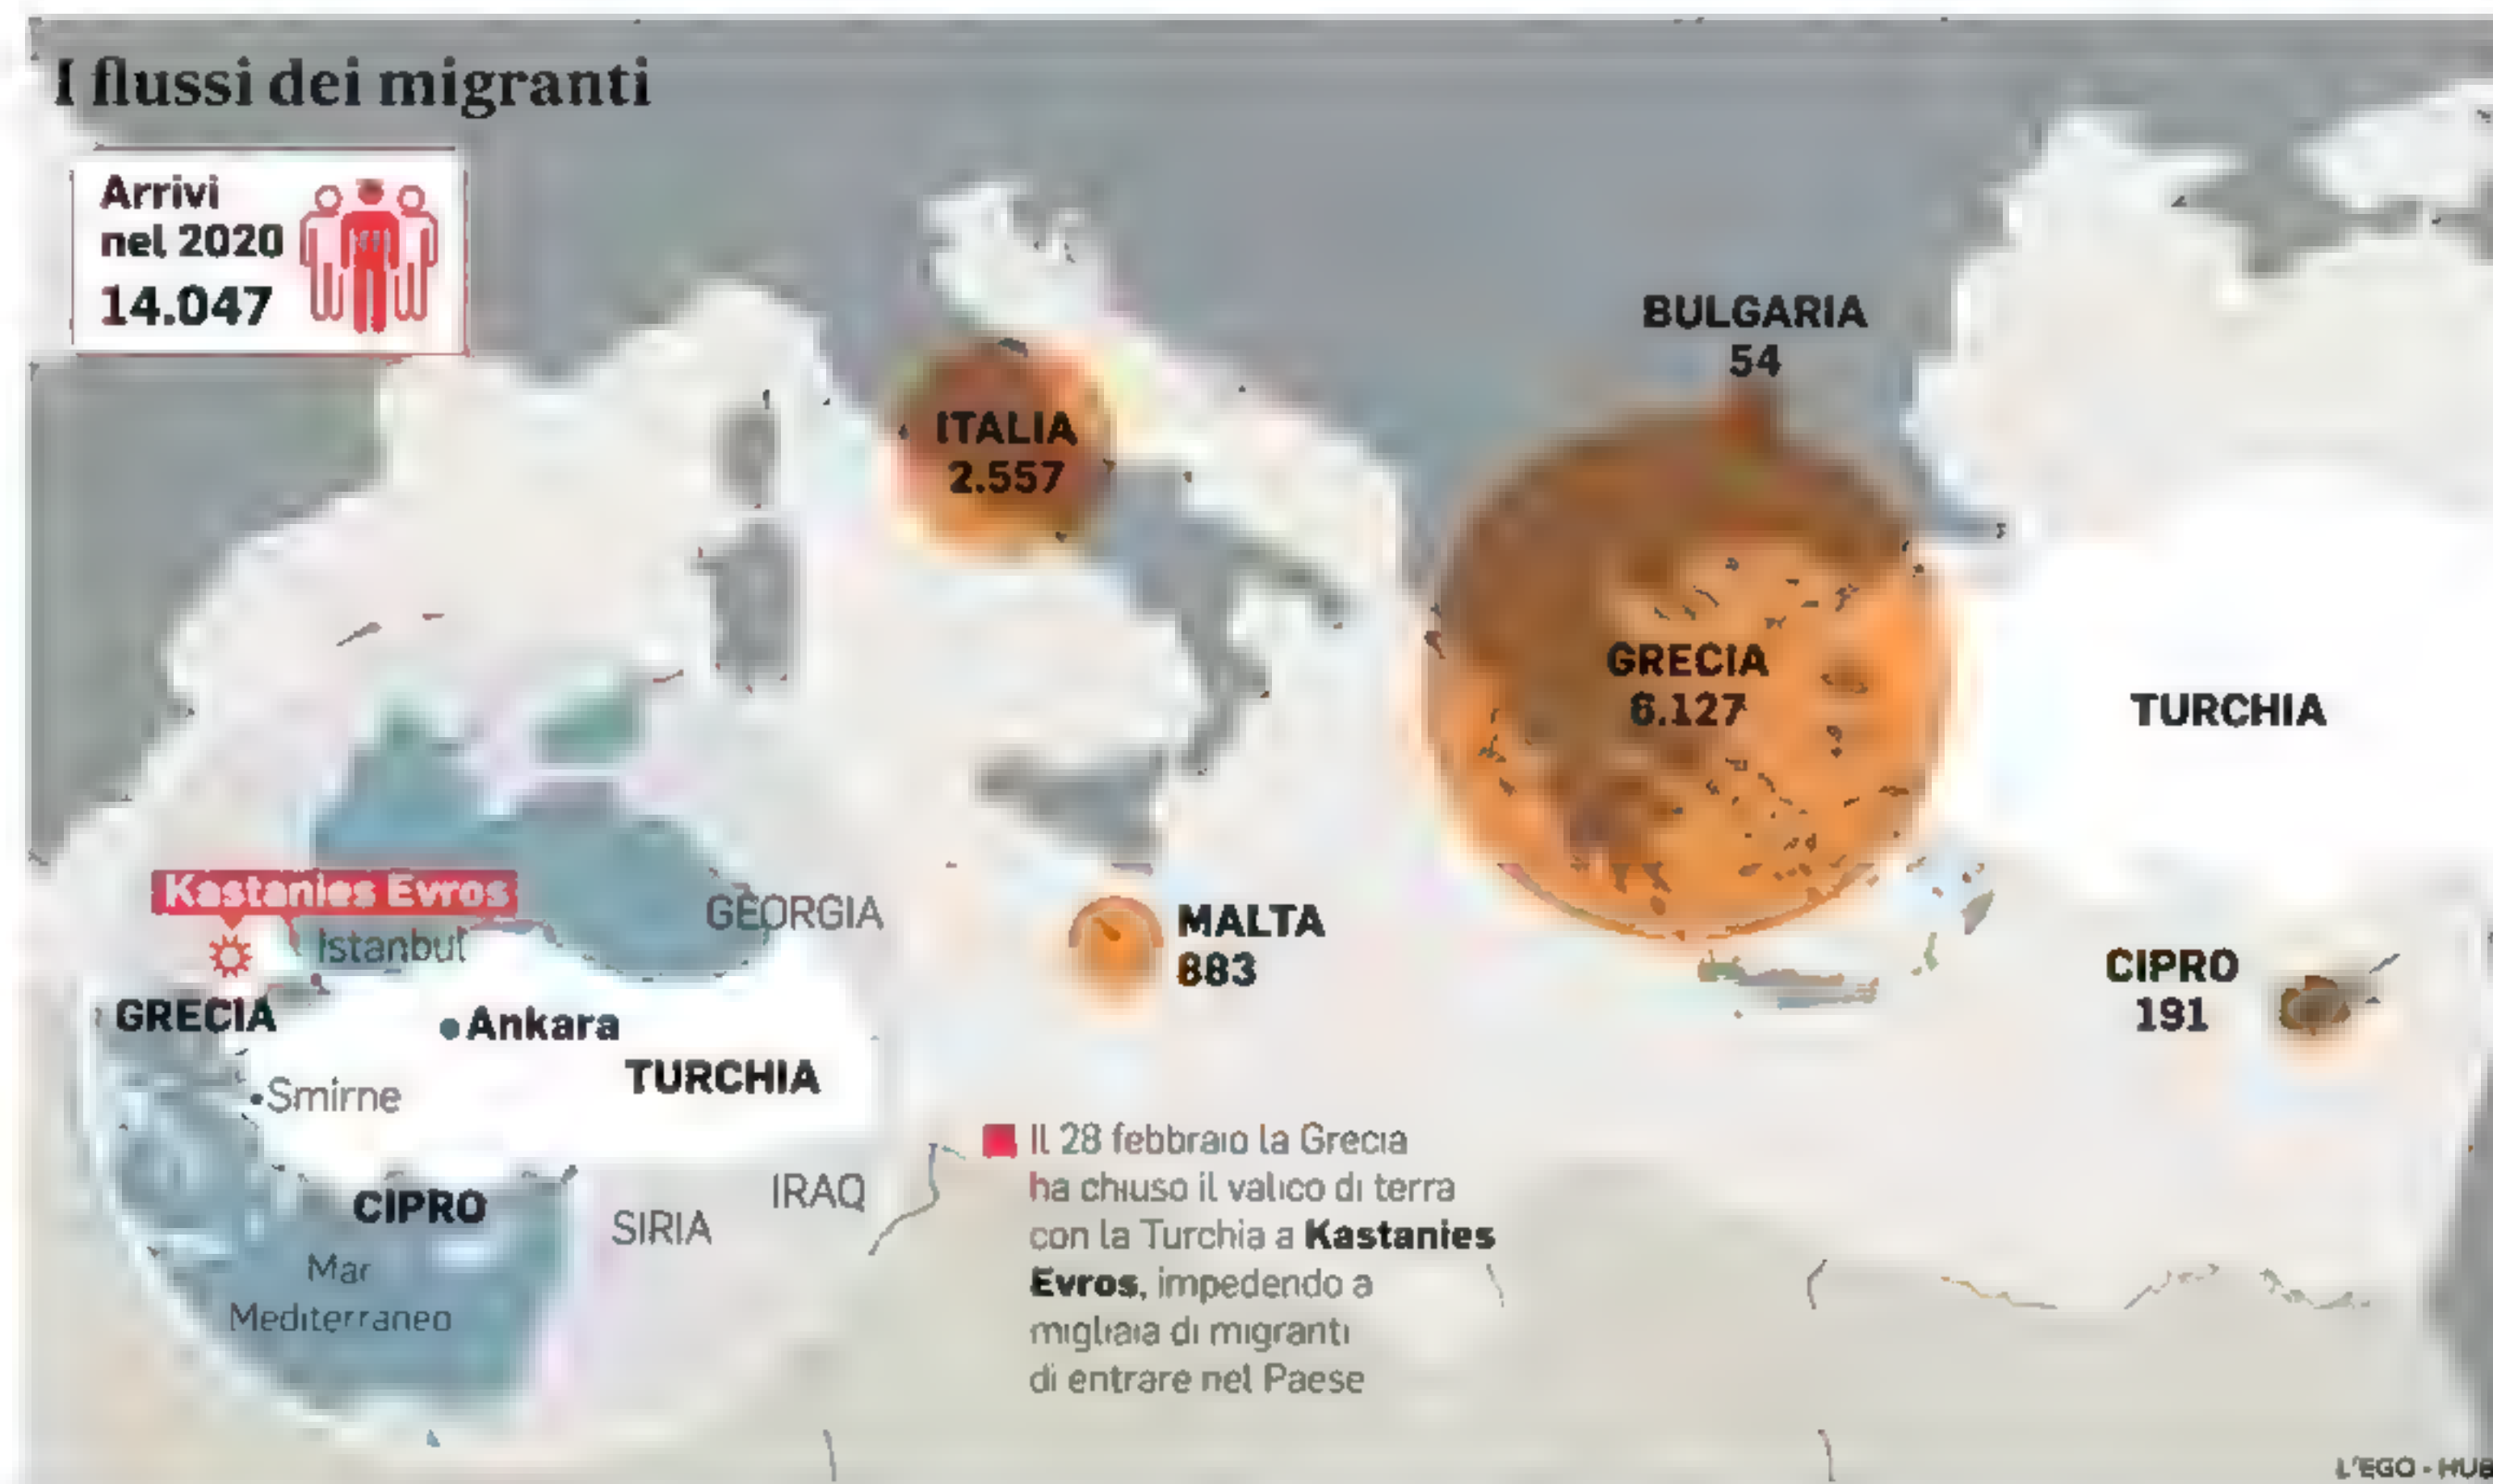 I flussi dei migranti
Arrivi
nel 2020
14.047
BULGARIA
54
ITALIA
2.557
GRECIA
6.127
TURCHIA
MALTA
883
CIPRO
191
Kastanies Evros
Istanbul
GEORGIA
GRECIA
Ankara
TURCHIA
Smirne
CIPRO
SIRIA
IRAQ
Mar
Mediterraneo
Il 28 febbraio la Grecia
ha chiuso il valico di terra
con la Turchia a Kastanies
Evros, impedendo a
migliaia di migranti
di entrare nel Paese
L'EGO - HUB